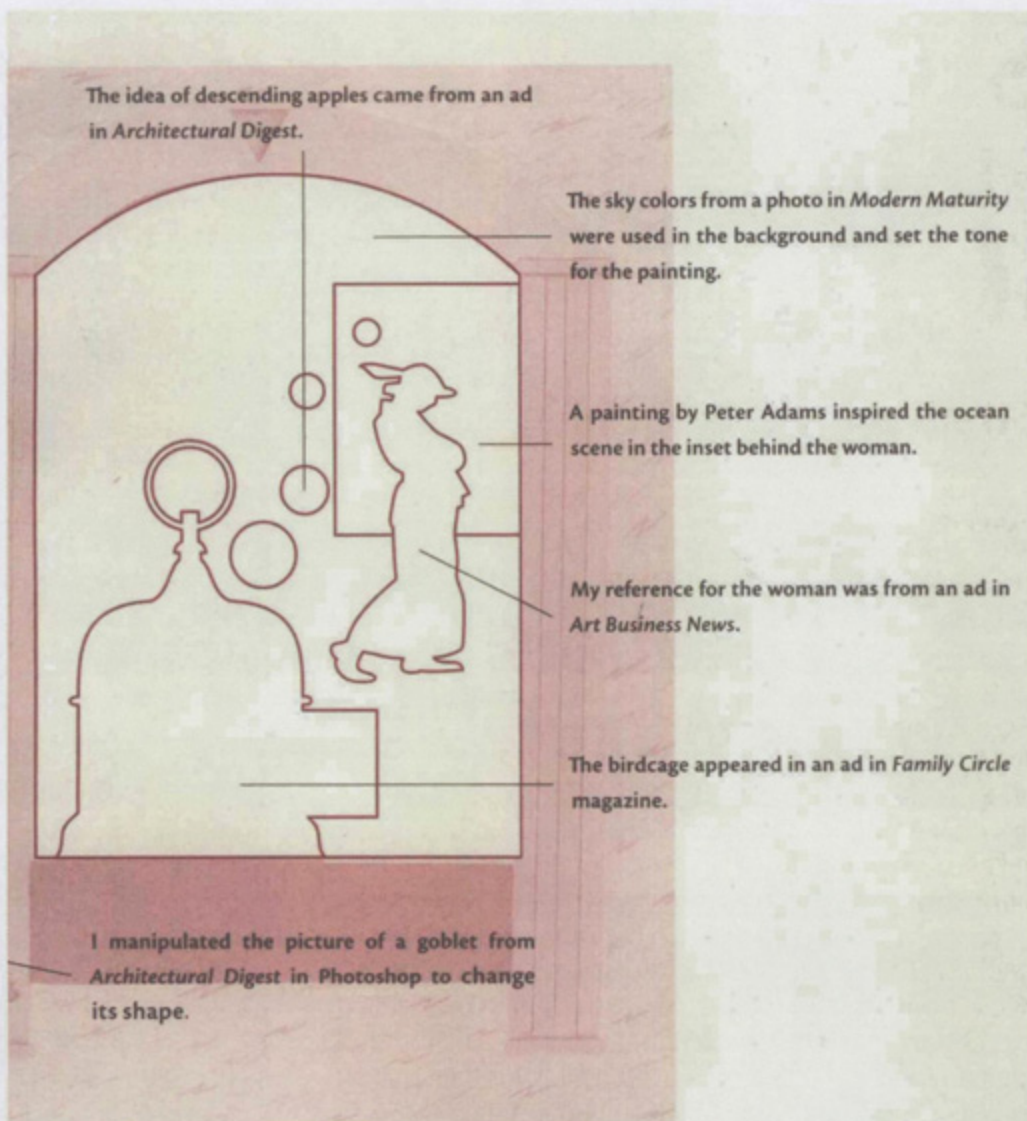 The idea of descending apples came from an ad
in Architectural Digest.
The sky colors from a photo in Modern Maturity
were used in the background and set the tone
for the painting.
A painting by Peter Adams inspired the ocean
scene in the inset behind the woman.
My reference for the woman was from an ad in
Art Business News.
The birdcage appeared in an ad in Family Circle
magazine.
I manipulated the picture of a goblet from
Architectural Digest in Photoshop to change
its shape.